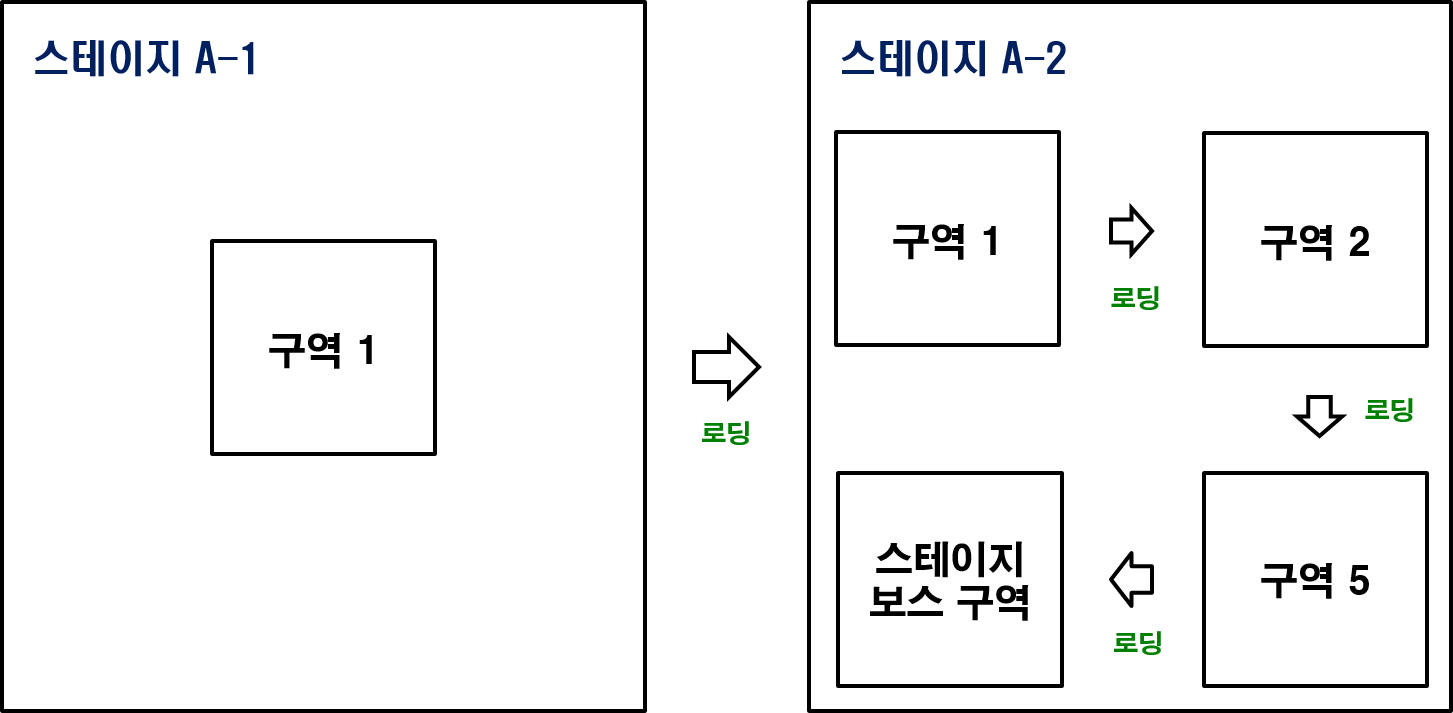 스테이지 A-1
구역 1
로딩
스테이지 A-2
구역 1
로딩
구역 2
로딩
구역 5
로딩
스테이지
보스 구역